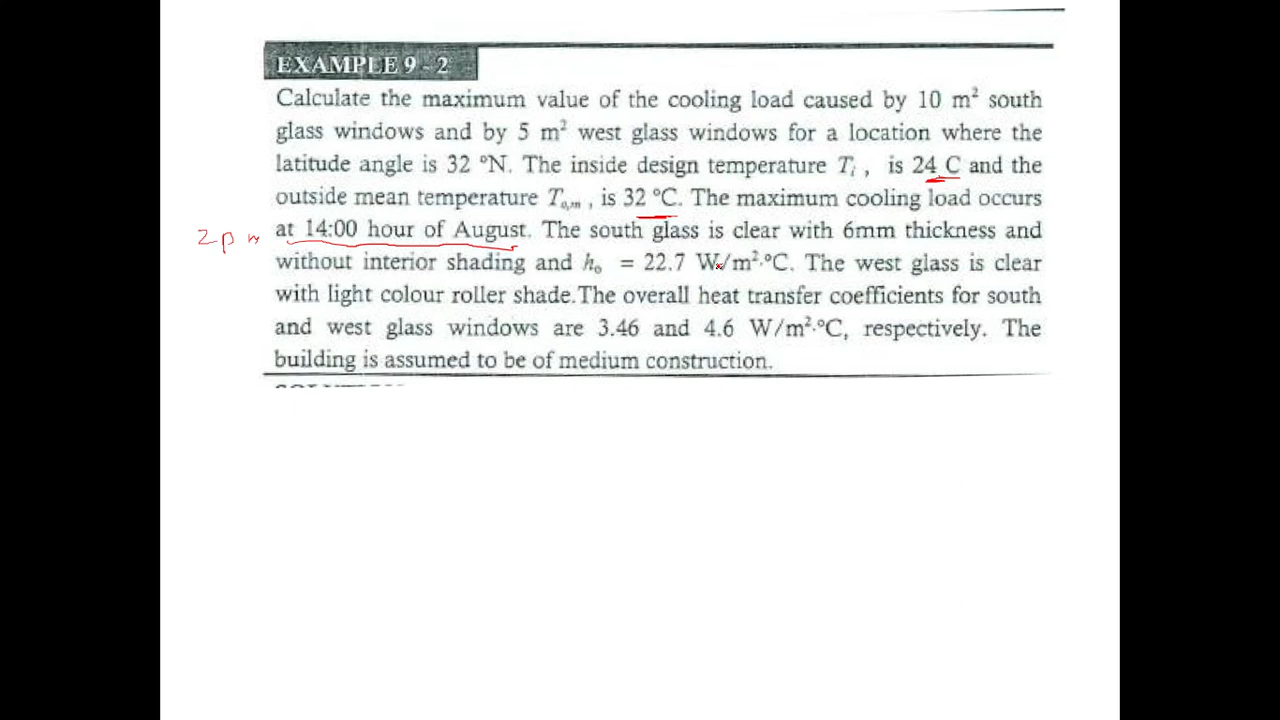 EXAMPLE 9 - 2
Calculate the maximum value of the cooling load caused by 10 m² south
glass windows and by 5 m² west glass windows for a location where the
latitude angle is 32 ºN. The inside design temperature Tᵢ , is 24 C and the
outside mean temperature Tₒ,ₘ , is 32 °C. The maximum cooling load occurs
2pm at 14:00 hour of August. The south glass is clear with 6mm thickness and
without interior shading and hₒ = 22.7 W/m².°C. The west glass is clear
with light colour roller shade.The overall heat transfer coefficients for south
and west glass windows are 3.46 and 4.6 W/m².°C, respectively. The
building is assumed to be of medium construction.